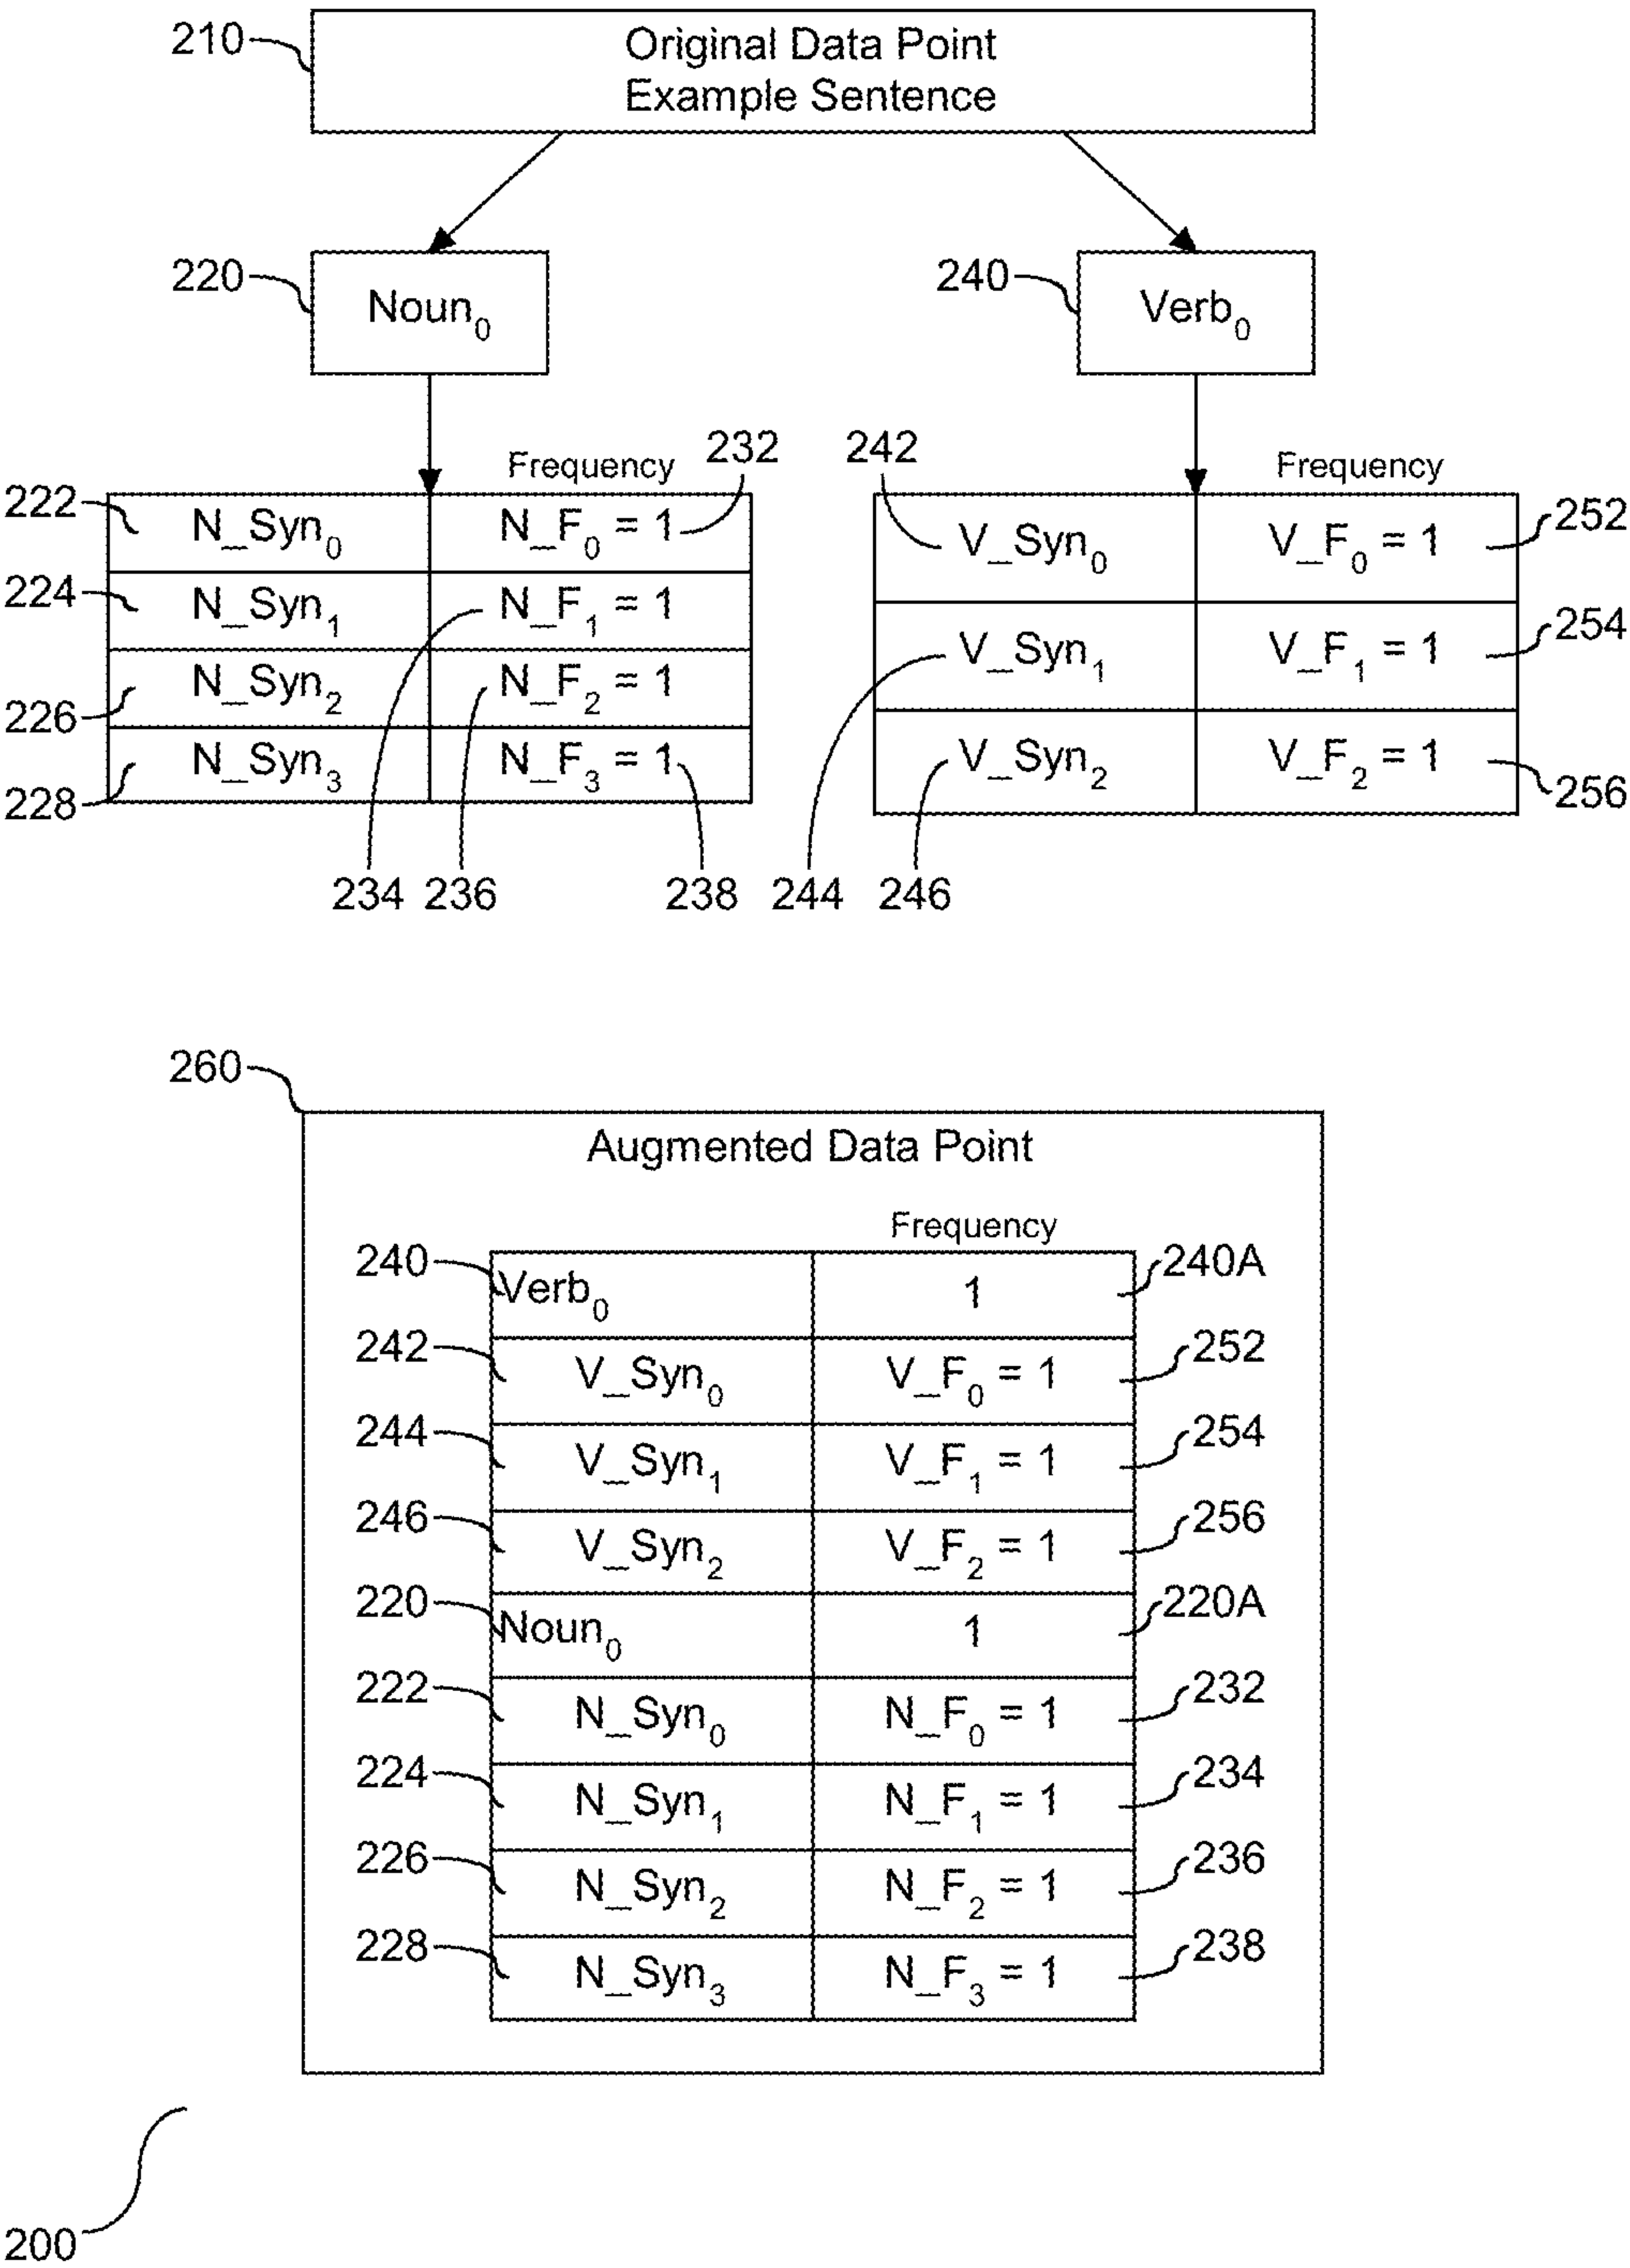 210 Original Data Point
Example Sentence
220 Noun₀ 240 Verb₀
Frequency 232 242 Frequency
222 N_Syn₀ N_F₀ = 1 V_Syn₀ V_F₀ = 1 252
224 N_Syn₁ N_F₁ = 1 V_Syn₁ V_F₁ = 1 254
226 N_Syn₂ N_F₂ = 1 V_Syn₂ V_F₂ = 1 256
228 N_Syn₃ N_F₃ = 1
234 236 238 244 246
260
Augmented Data Point
Frequency
240 Verb₀ 1 240A
242 V_Syn₀ V_F₀ = 1 252
244 V_Syn₁ V_F₁ = 1 254
246 V_Syn₂ V_F₂ = 1 256
220 Noun₀ 1 220A
222 N_Syn₀ N_F₀ = 1 232
224 N_Syn₁ N_F₁ = 1 234
226 N_Syn₂ N_F₂ = 1 236
228 N_Syn₃ N_F₃ = 1 238
200